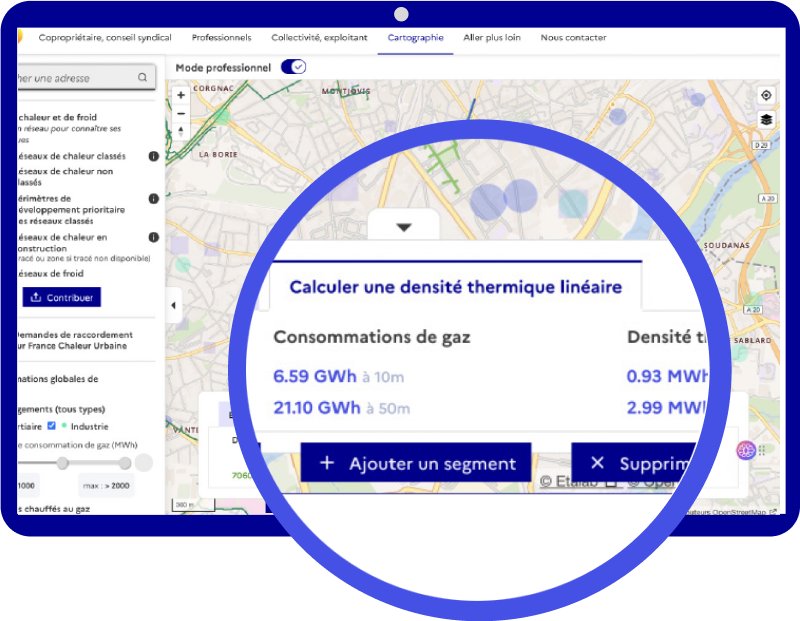 Copropriétaire, conseil syndical
Professionnels
Collectivité, exploitant
Cartographie
Aller plus loin
Nous contacter
her une adresse
Mode professionnel
chaleur et de froid
n réseau pour connaître ses
éseaux de chaleur classés
éseaux de chaleur non
lassés
érimètres de
éveloppement prioritaire
es réseaux classés
éseaux de chaleur en
onstruction
racé ou zone si tracé non disponible)
éseaux de froid
Contribuer
emandes de raccordement
ur France Chaleur Urbaine
mations globales de
gements (tous types)
rtiaire
Industrie
e consommation de gaz (MWh)
1000
max : > 2000
s chauffés au gaz
CORGNAC
MONTJOVIS
LA BORIE
D 29
A 20
SOUDANAS
A 20
SABLARD
Calculer une densité thermique linéaire
Consommations de gaz
Densité t
6.59 GWh à 10m
0.93 MWh
21.10 GWh à 50m
2.99 MWh
+ Ajouter un segment
× Supprim
7060
300 m
© Etalab
© Open
uteurs OpenStreetMap